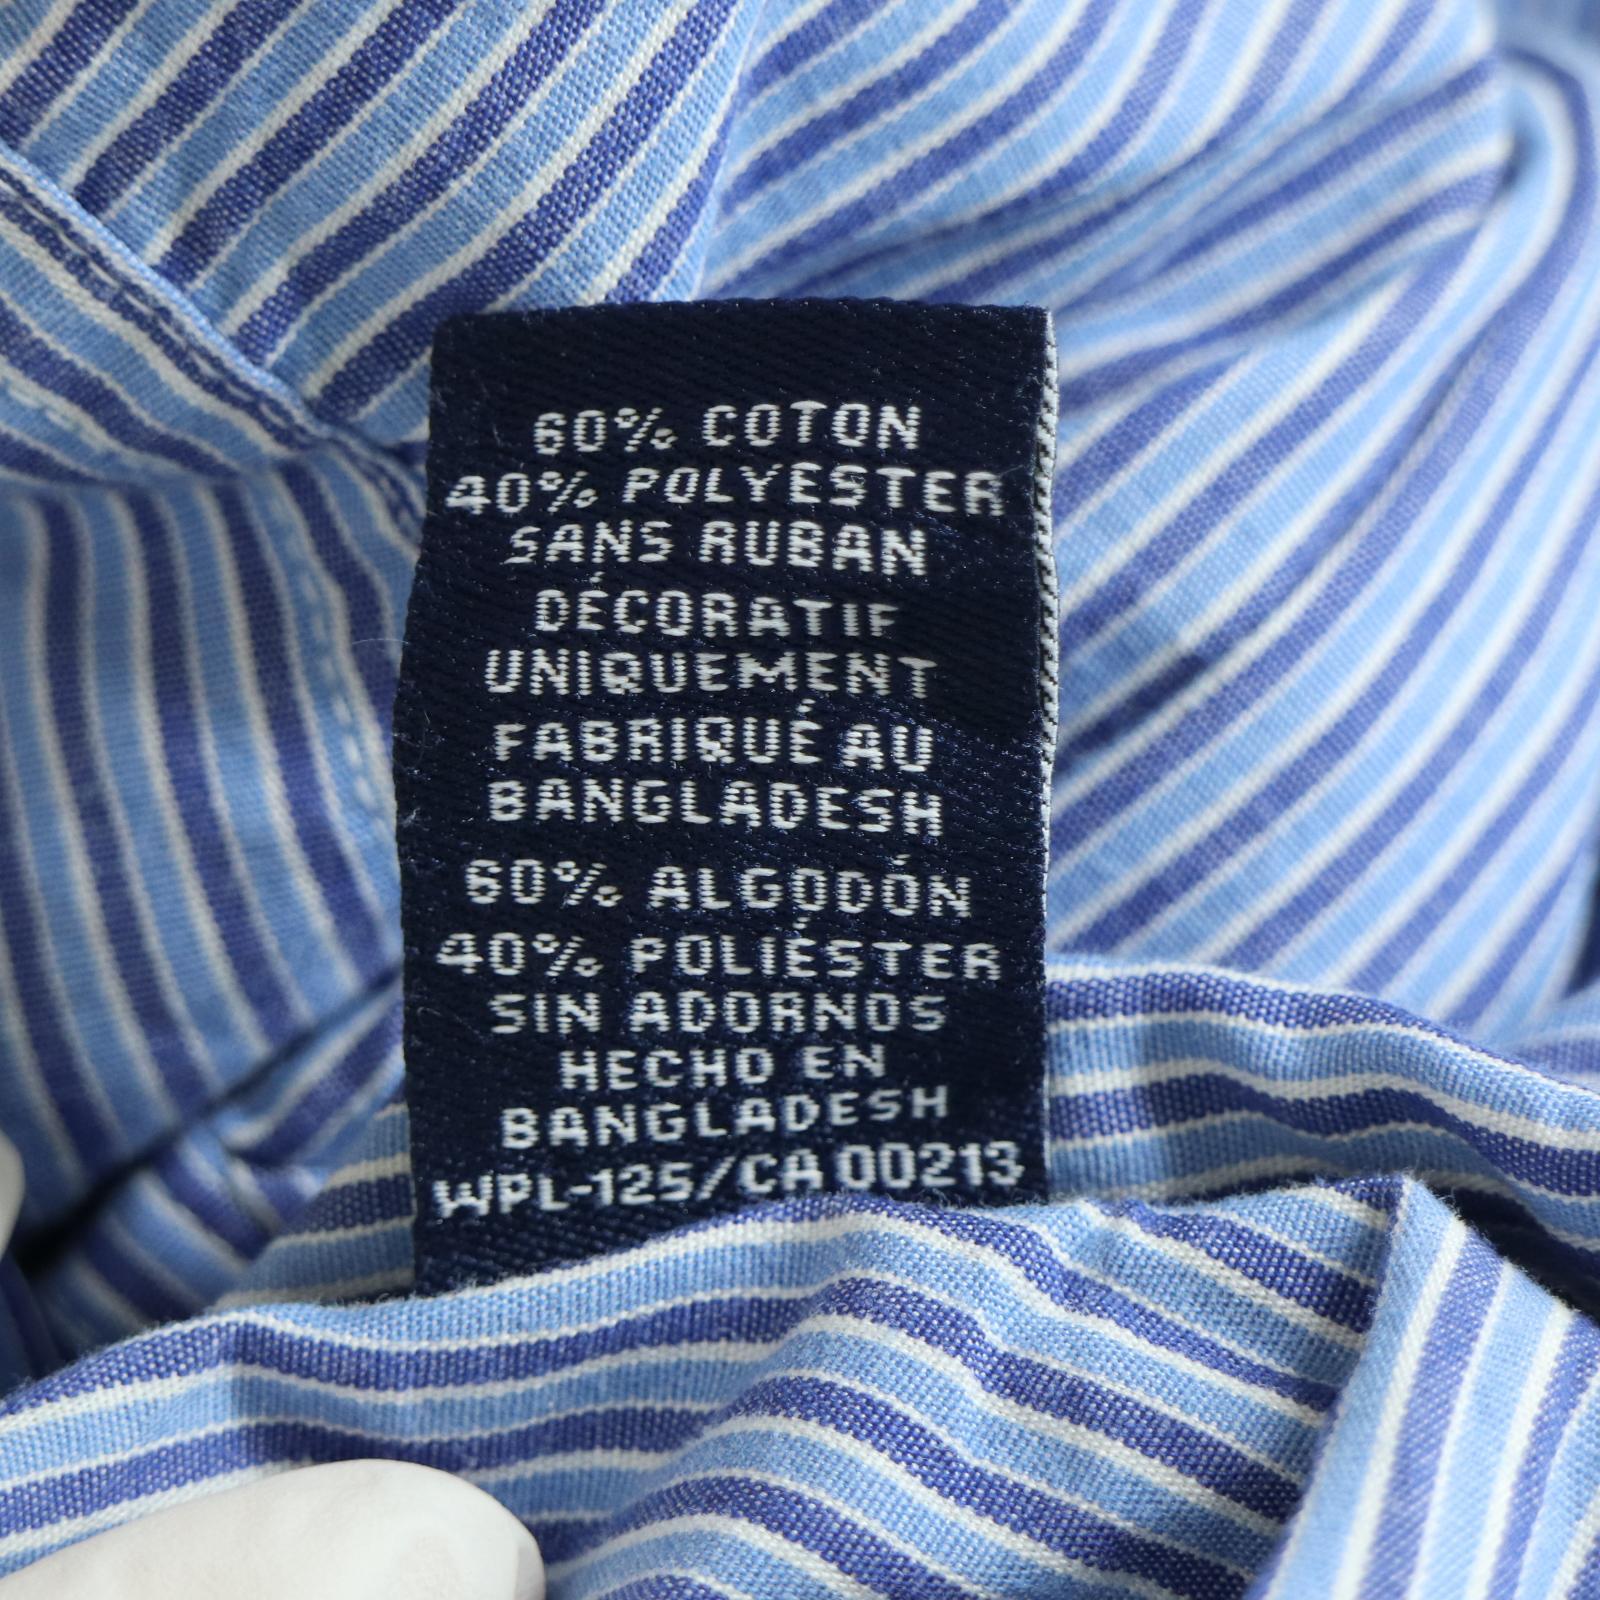 60% COTON
40% POLYESTER
SANS RUBAN
DÉCORATIF
UNIQUEMENT
FABRIQUÉ AU
BANGLADESH
60% ALGODÓN
40% POLIÉSTER
SIN ADORNOS
HECHO EN
BANGLADESH
WPL-125/CA 00213